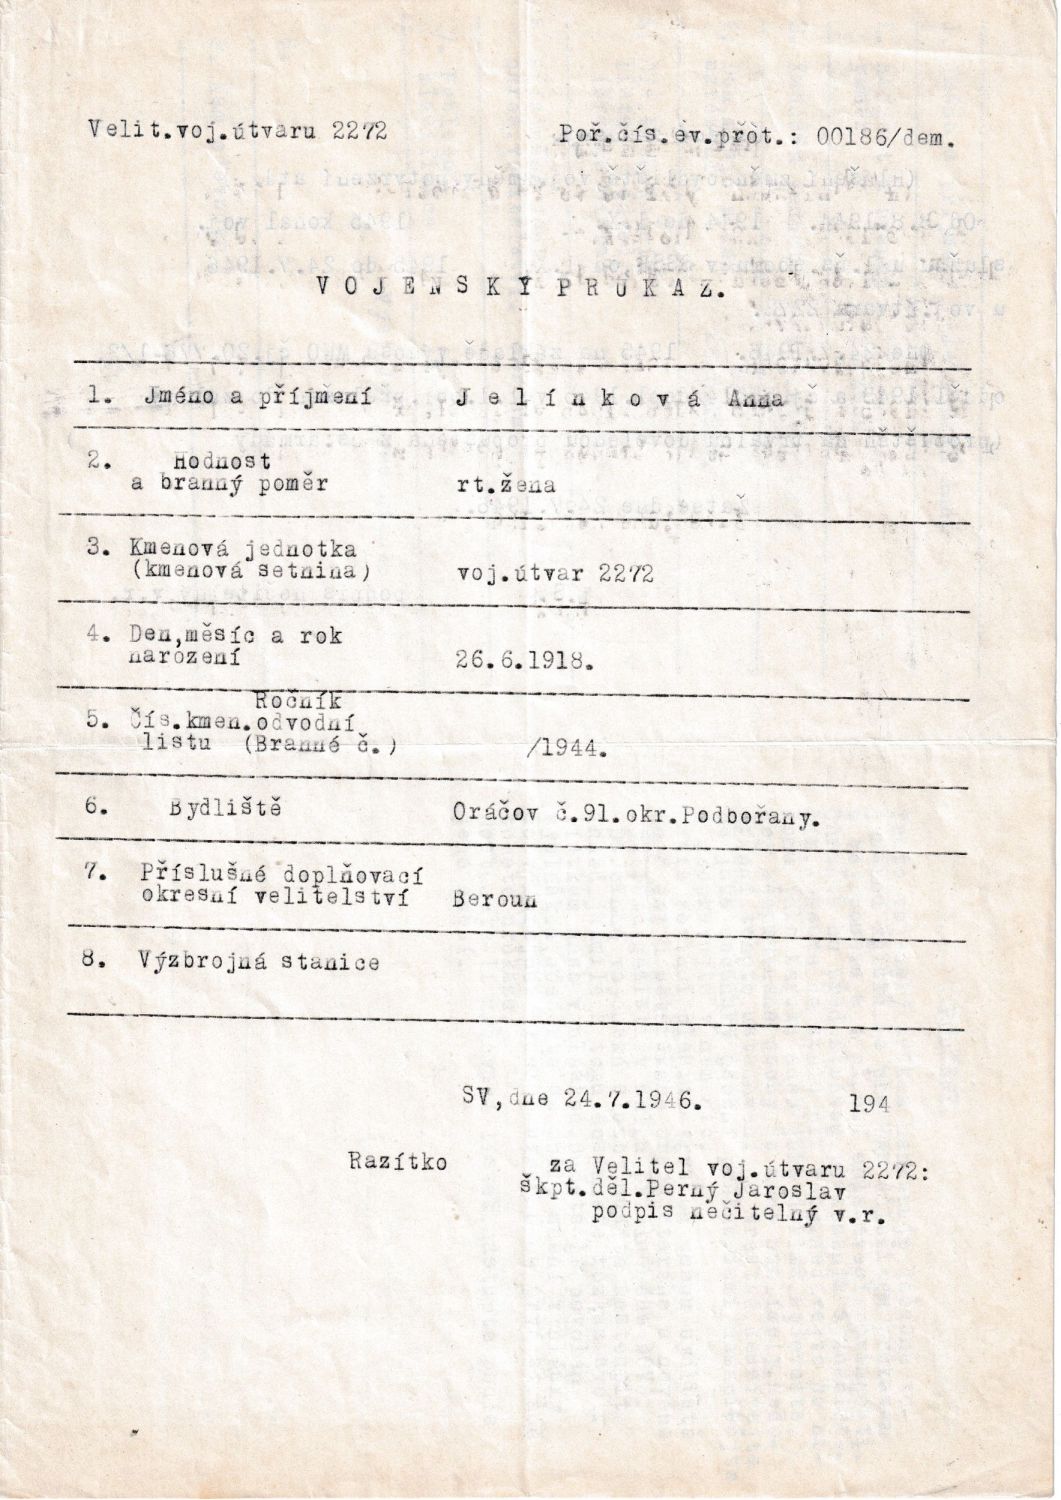 Velit.voj.útvaru 2272
Poř.čís.ev.prot.: 00186/dem.
V O J E N S K Ý P R U K A Z.
1. Jméno a příjmení J e l í n k o v á Anna
2. Hodnost
a branný poměr rt.žena
3. Kmenová jednotka
(kmenová setnina) voj.útvar 2272
4. Den,měsíc a rok
narození 26.6.1918.
Ročník
5. Čís.kmen.odvodní
listu (Branné č.) /1944.
6. Bydliště Oráčov č.91.okr.Podbořany.
7. Příslušné doplňovací
okresní velitelství Beroun
8. Výzbrojná stanice
SV,dne 24.7.1946. 194
Razítko za Velitel voj.útvaru 2272:
škpt.děl.Perný Jaroslav
podpis nečitelný v.r.